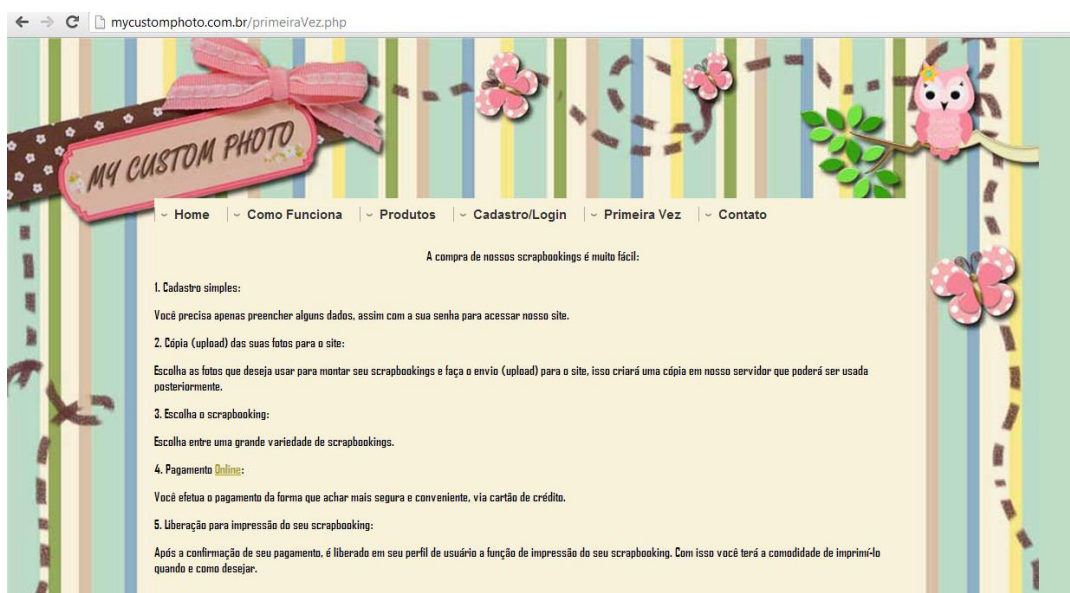 mycustomphoto.com.br/primeiraVez.php
MY CUSTOM PHOTO
Home Como Funciona Produtos Cadastro/Login Primeira Vez Contato
A compra de nossos scrapbookings é muito fácil:
1. Cadastro simples:
Você precisa apenas preencher alguns dados, assim com a sua senha para acessar nosso site.
2. Cópia (upload) das suas fotos para o site:
Escolha as fotos que deseja usar para montar seu scrapbookings e faça o envio (upload) para o site, isso criará uma cópia em nosso servidor que poderá ser usada
posteriormente.
3. Escolha o scrapbooking:
Escolha entre uma grande variedade de scrapbookings.
4. Pagamento Online:
Você efetua o pagamento da forma que achar mais segura e conveniente, via cartão de crédito.
5. Liberação para impressão do seu scrapbooking:
Após a confirmação de seu pagamento, é liberado em seu perfil de usuário a função de impressão do seu scrapbooking. Com isso você terá a comodidade de imprimí-lo
quando e como desejar.